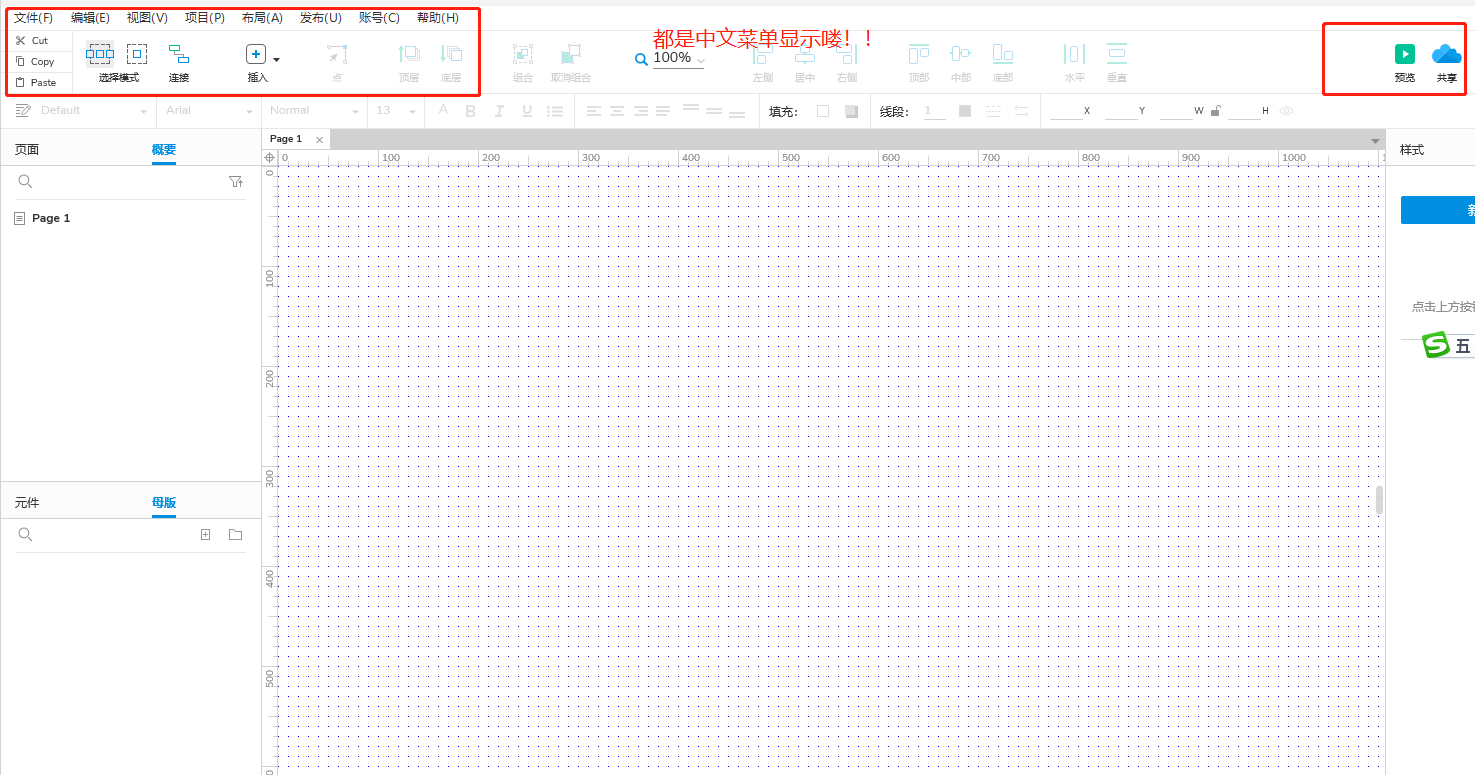 文件(F) 编辑(E) 视图(V) 项目(P) 布局(A) 发布(U) 账号(C) 帮助(H)
Cut
Copy
Paste
选择模式 连接 插入 点 顶层 底层 组合 取消组合 100% 左侧 居中 右侧 顶部 中部 底部 水平 垂直 预览 共享
都是中文菜单显示喽！！
Default Arial Normal 13 A B I U 填充: 线段: 1 X Y W H
页面 概要
Page 1
0 100 200 300 400 500 600 700 800 900 1000 1
样式
Page 1
新
点击上方按钮
S 五
0
100
200
300
400
500
元件 母版